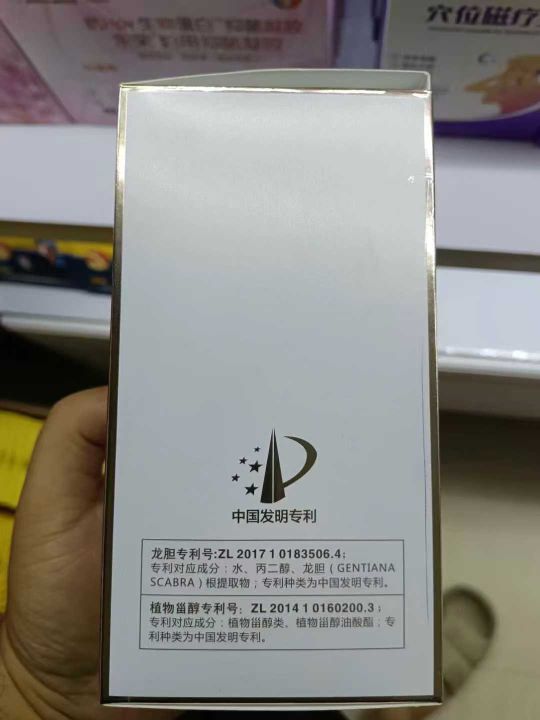 穴位磁疗
中国发明专利
龙胆专利号:ZL 2017 1 0183506.4；
专利对应成分：水、丙二醇、龙胆（GENTIANA
SCABRA）根提取物；专利种类为中国发明专利。
植物甾醇专利号：ZL 2014 1 0160200.3；
专利对应成分：植物甾醇类、植物甾醇油酸酯；专
利种类为中国发明专利。